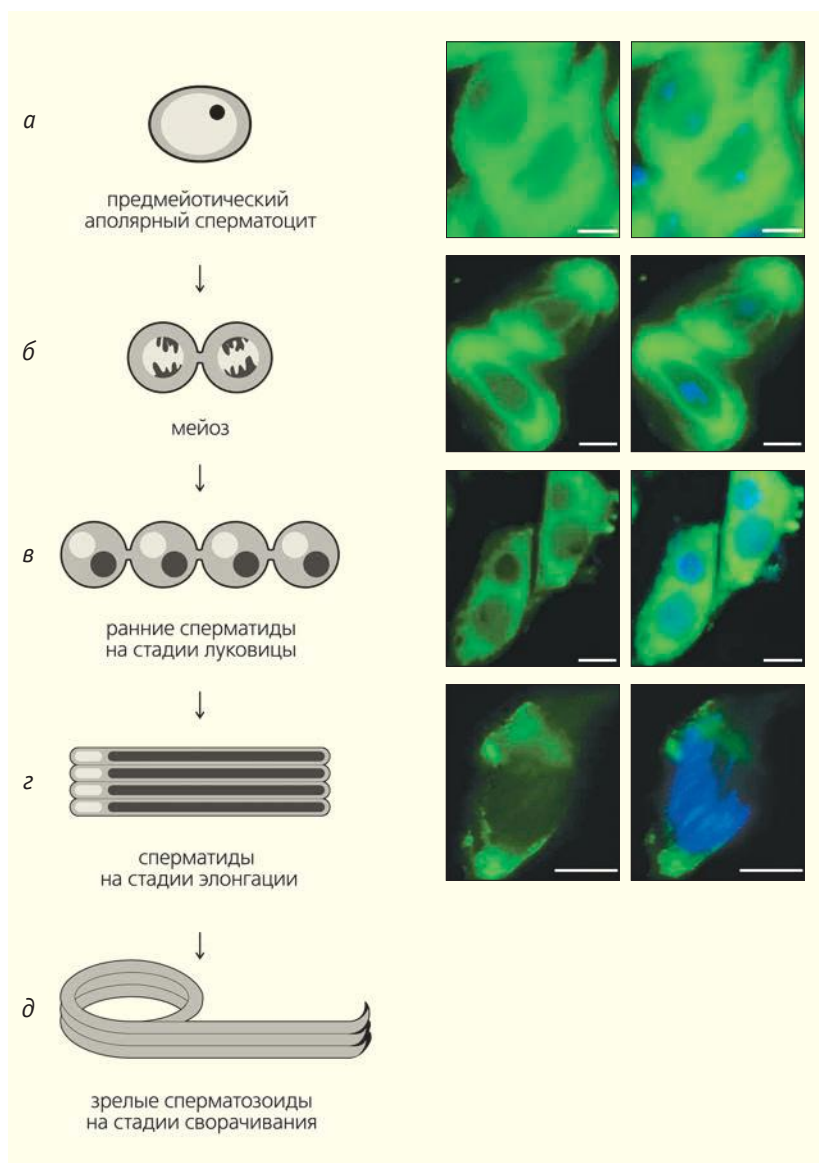 а
предмейотический
аполярный сперматоцит
б
мейоз
в
ранние сперматиды
на стадии луковицы
г
сперматиды
на стадии элонгации
д
зрелые сперматозоиды
на стадии сворачивания